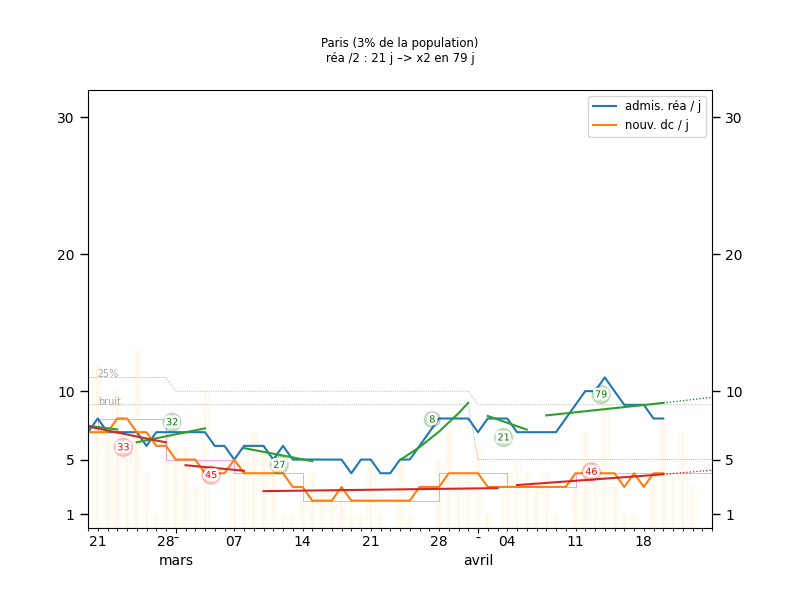 Paris (3% de la population)
réa /2 : 21 j –> x2 en 79 j
admis. réa / j
nouv. dc / j
30 30
20 20
25%
10 10
bruit
79
32 8
33 21
27 46
45
5 5
1 1
21 28 07 14 21 28 04 11 18
mars avril